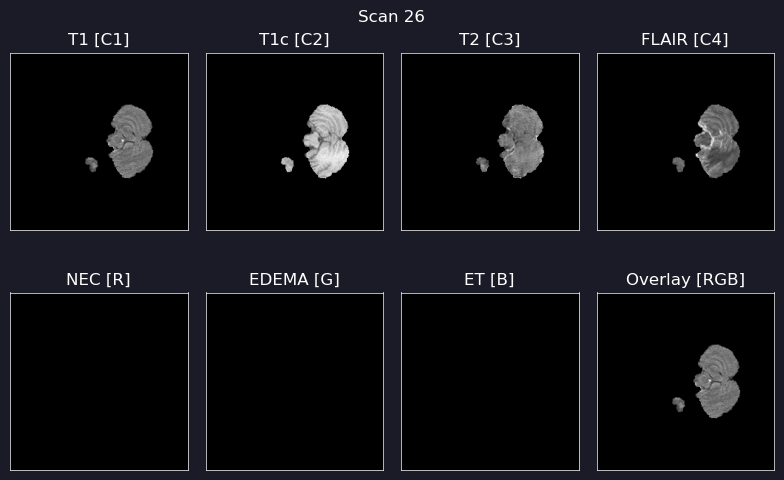 Scan 26
T1 [C1]
T1c [C2]
T2 [C3]
FLAIR [C4]
NEC [R]
EDEMA [G]
ET [B]
Overlay [RGB]